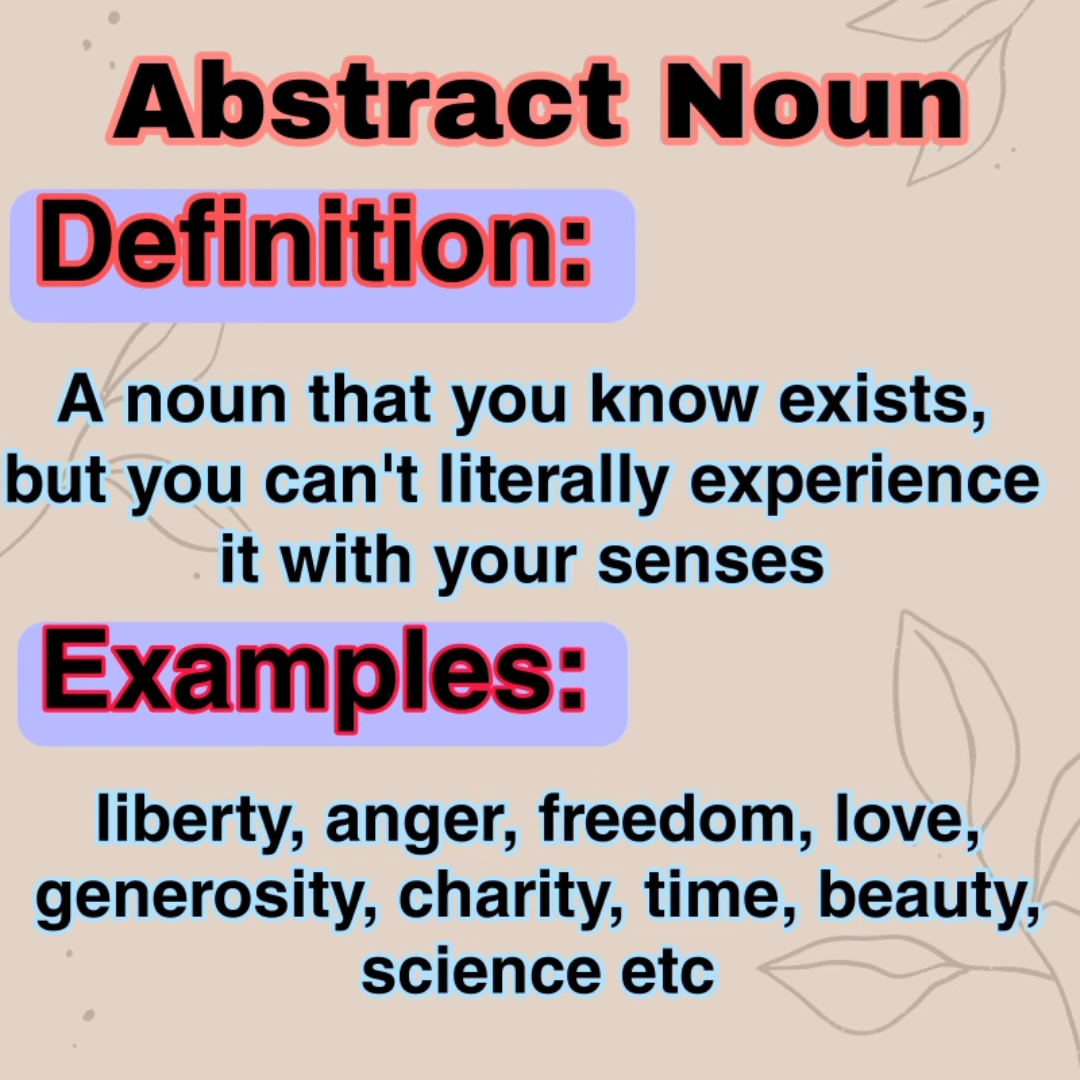 Abstract Noun
Definition:
A noun that you know exists,
but you can't literally experience
it with your senses
Examples:
liberty, anger, freedom, love,
generosity, charity, time, beauty,
science etc